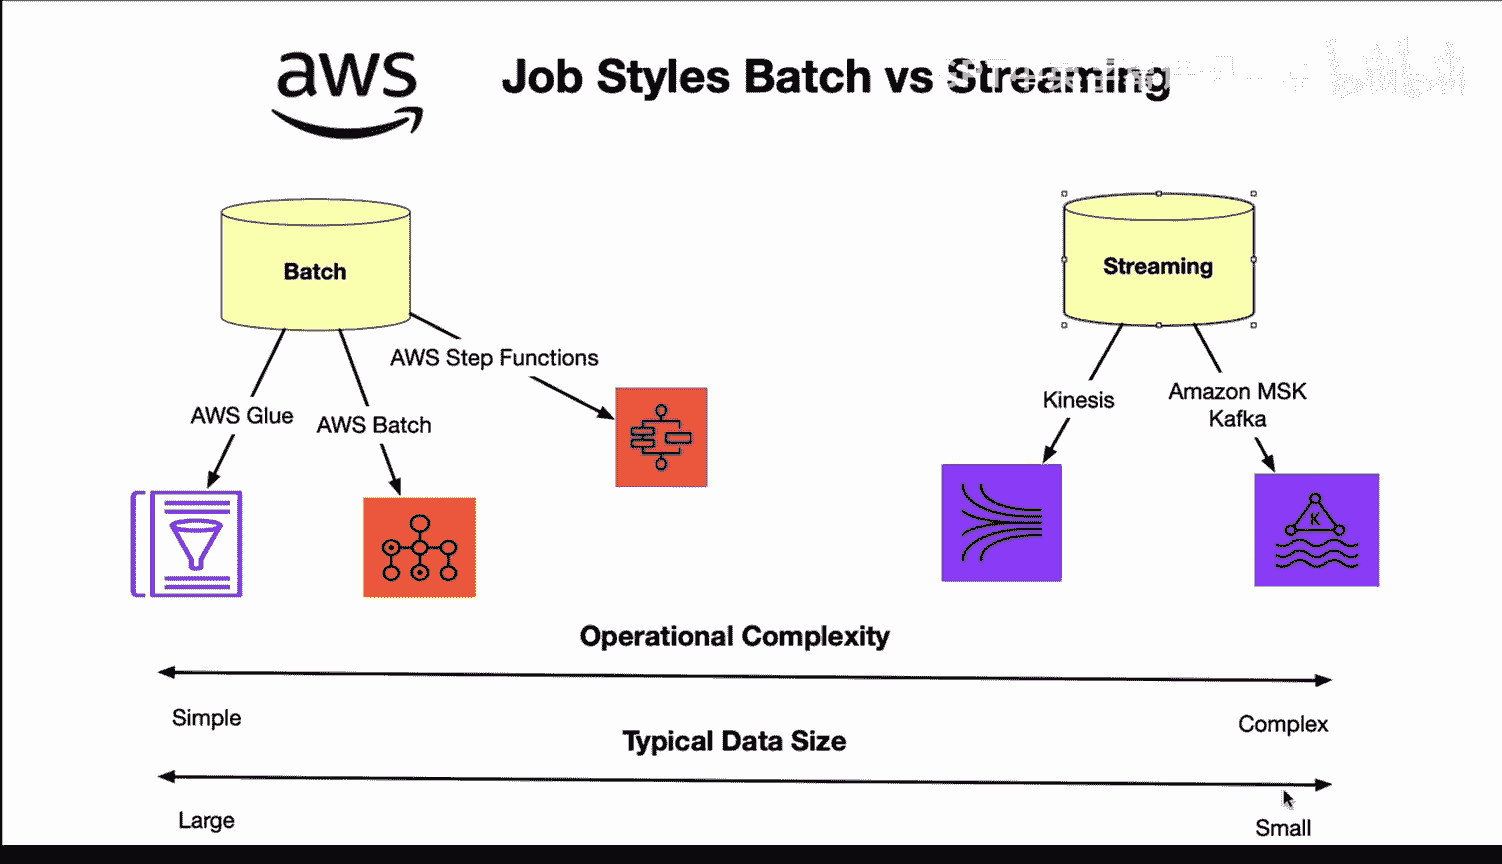 aws
Job Styles Batch vs Streaming
Batch
Streaming
AWS Step Functions
AWS Glue
AWS Batch
Kinesis
Amazon MSK
Kafka
K
Operational Complexity
Simple
Complex
Typical Data Size
Large
Small